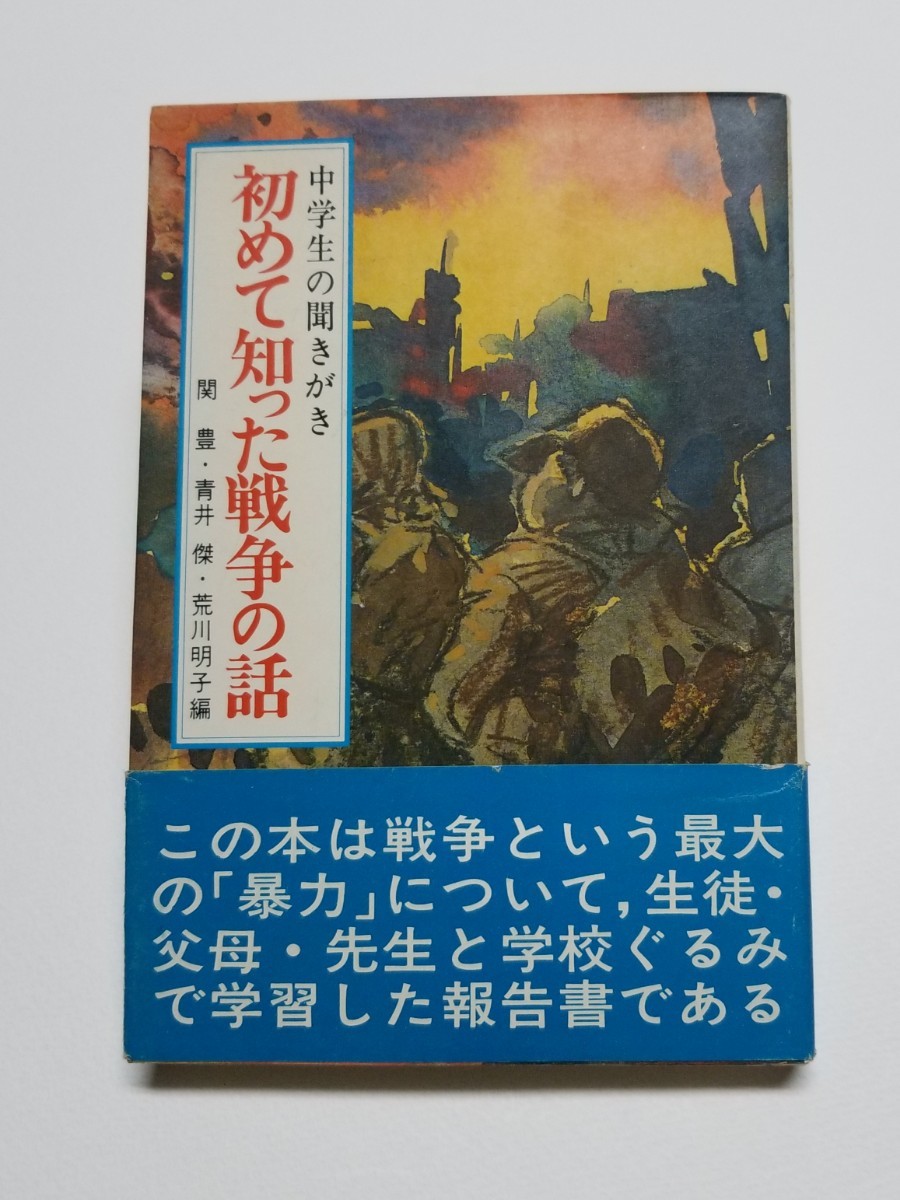 中学生の聞きがき
初めて知った戦争の話
関 豊・青井 傑・荒川明子編
この本は戦争という最大
の「暴力」について,生徒・
父母・先生と学校ぐるみ
で学習した報告書である